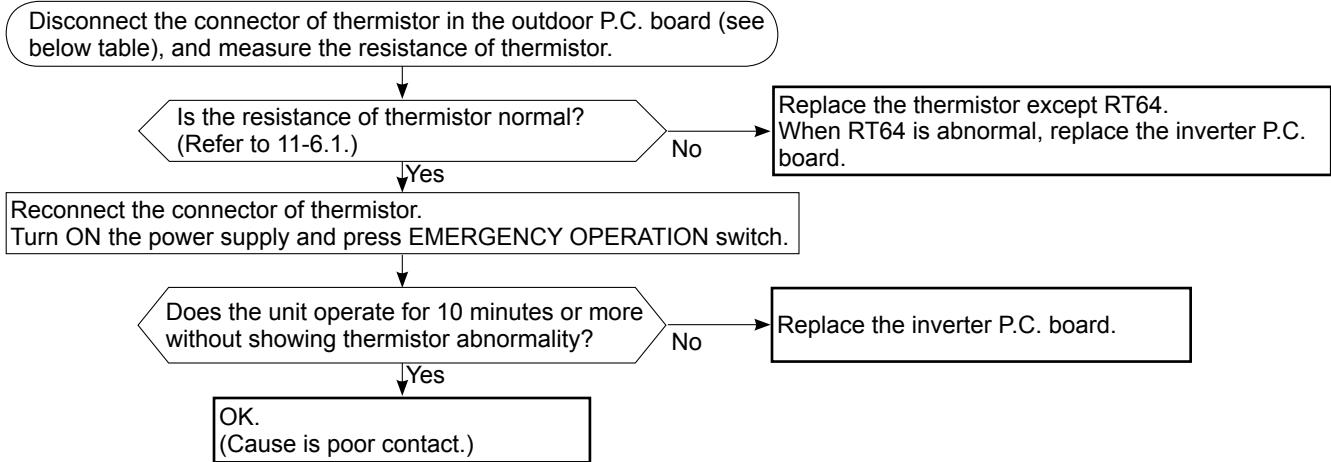 Disconnect the connector of thermistor in the outdoor P.C. board (see
below table), and measure the resistance of thermistor.
Is the resistance of thermistor normal?
(Refer to 11-6.1.)
No
Replace the thermistor except RT64.
When RT64 is abnormal, replace the inverter P.C.
board.
Yes
Reconnect the connector of thermistor.
Turn ON the power supply and press EMERGENCY OPERATION switch.
Does the unit operate for 10 minutes or more
without showing thermistor abnormality?
No
Replace the inverter P.C. board.
Yes
OK.
(Cause is poor contact.)